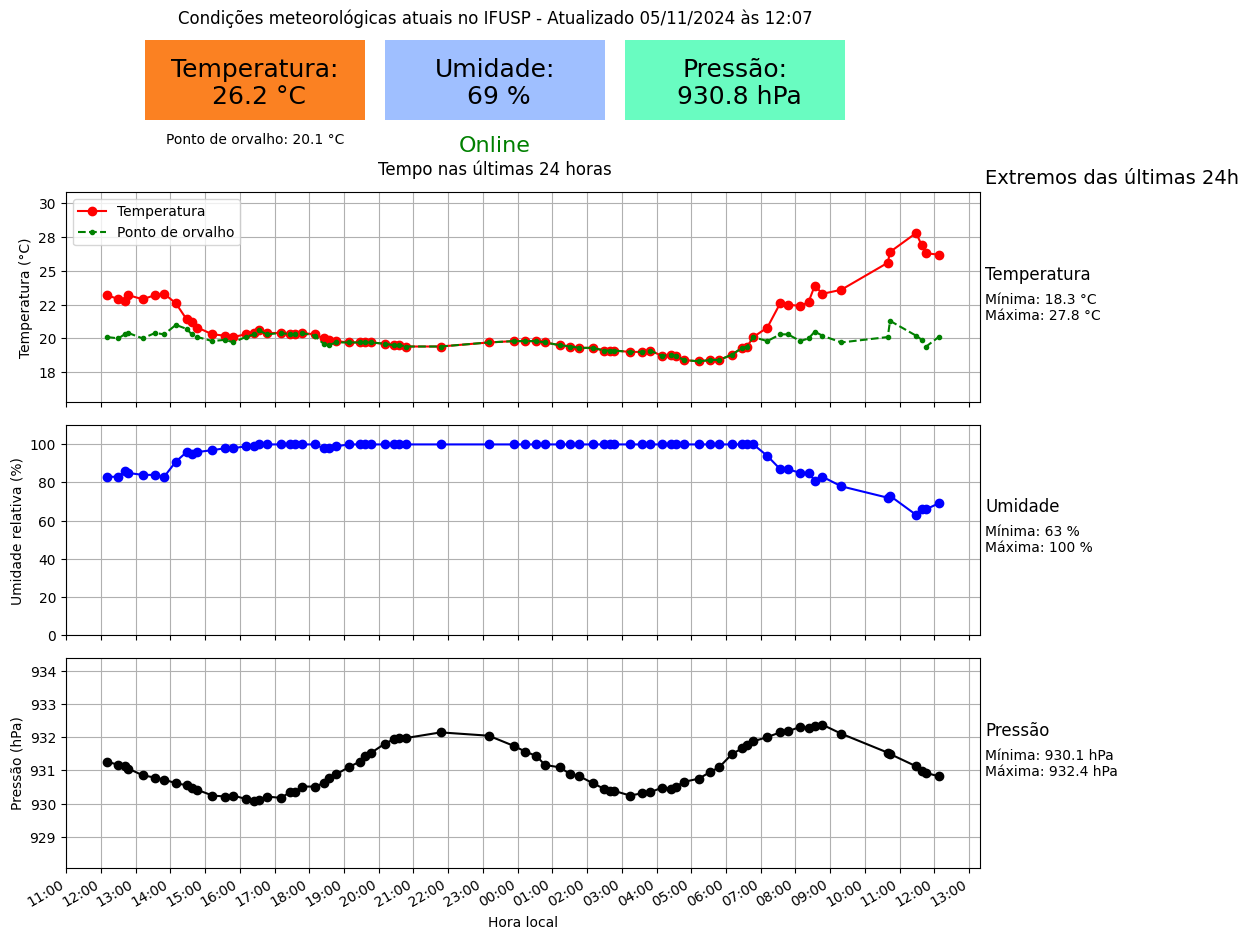 Condições meteorológicas atuais no IFUSP - Atualizado 05/11/2024 às 12:07
Temperatura:
26.2 °C
Umidade:
69 %
Pressão:
930.8 hPa
Ponto de orvalho: 20.1 °C
Online
Tempo nas últimas 24 horas
Extremos das últimas 24h
Temperatura (°C)
30
28
25
22
20
18
Temperatura
Ponto de orvalho
Temperatura
Mínima: 18.3 °C
Máxima: 27.8 °C
Umidade relativa (%)
100
80
60
40
20
0
Umidade
Mínima: 63 %
Máxima: 100 %
Pressão (hPa)
934
933
932
931
930
929
Pressão
Mínima: 930.1 hPa
Máxima: 932.4 hPa
11:00 12:00 13:00 14:00 15:00 16:00 17:00 18:00 19:00 20:00 21:00 22:00 23:00 00:00 01:00 02:00 03:00 04:00 05:00 06:00 07:00 08:00 09:00 10:00 11:00 12:00 13:00
Hora local